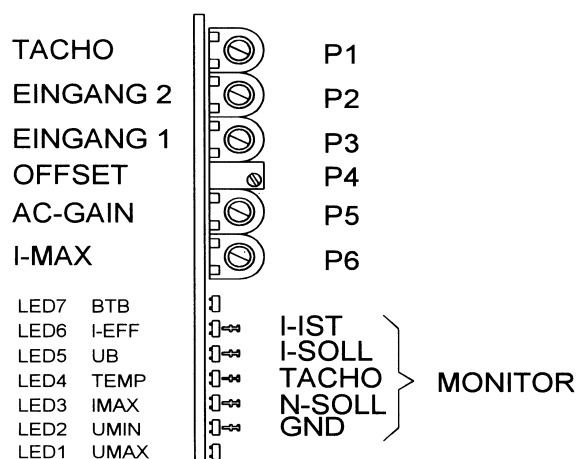 TACHO P1
EINGANG 2 P2
EINGANG 1 P3
OFFSET P4
AC-GAIN P5
I-MAX P6
LED7 BTB
LED6 I-EFF I-IST
LED5 UB I-SOLL
LED4 TEMP TACHO MONITOR
LED3 IMAX N-SOLL
LED2 UMIN GND
LED1 UMAX